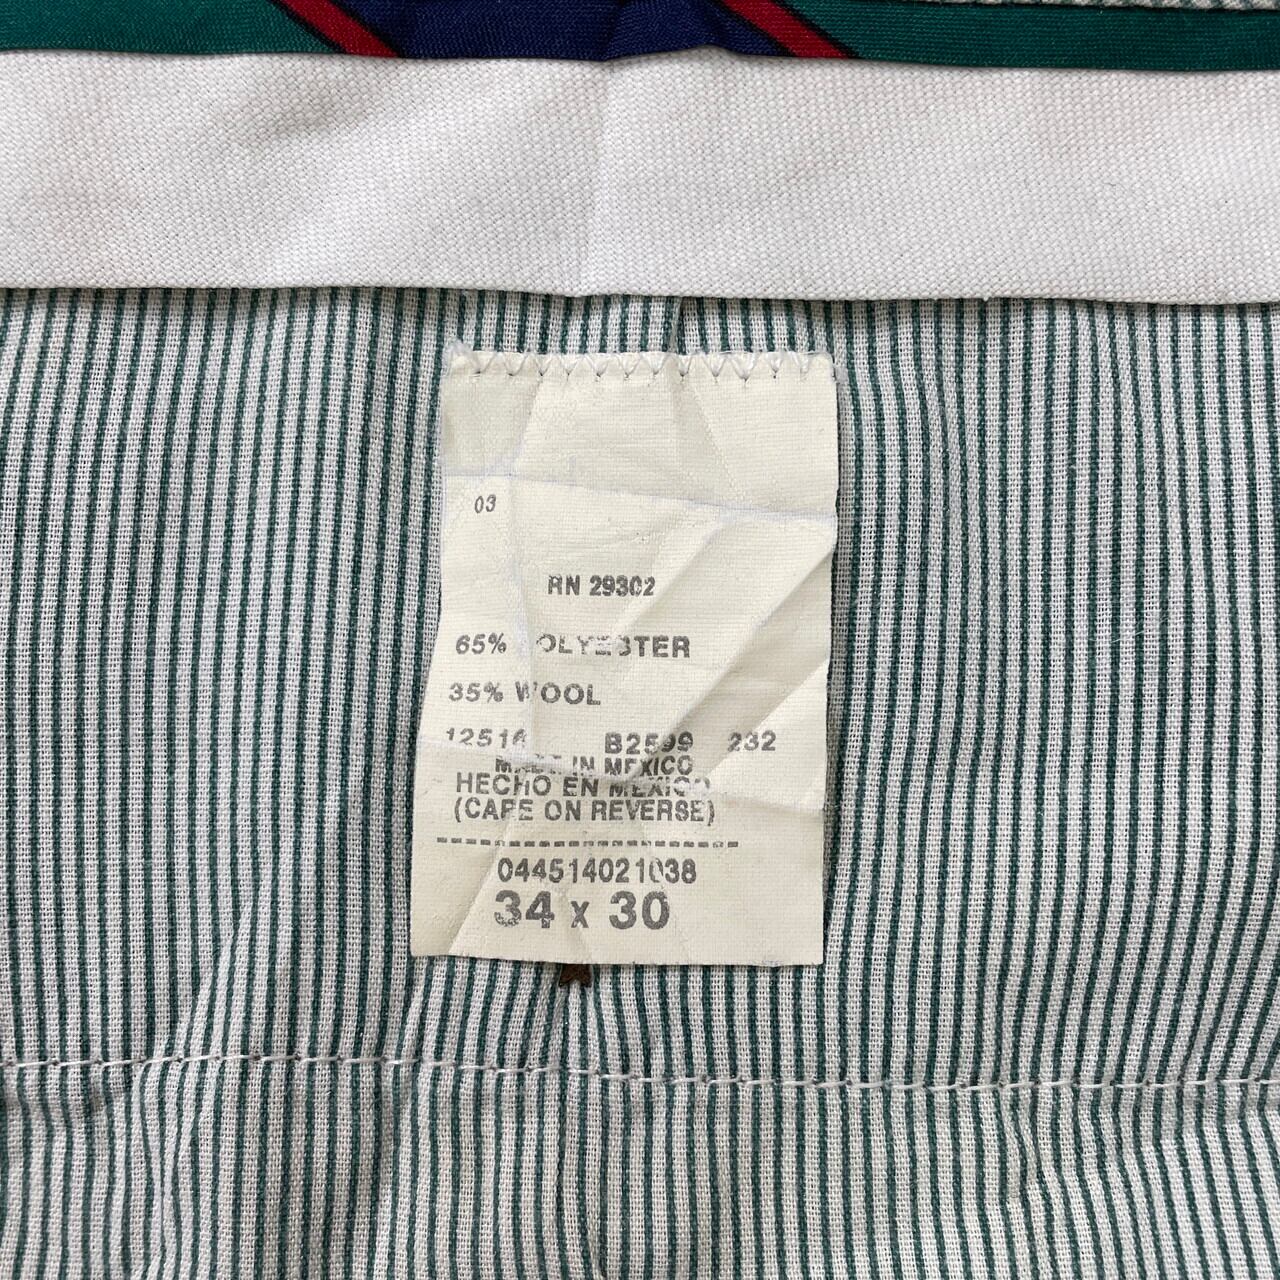 03
RN 29302
65% POLYESTER
35% WOOL
B2599 232
MADE IN MEXICO
HECHO EN MEXICO
(CARE ON REVERSE)
044514021038
34 x 30